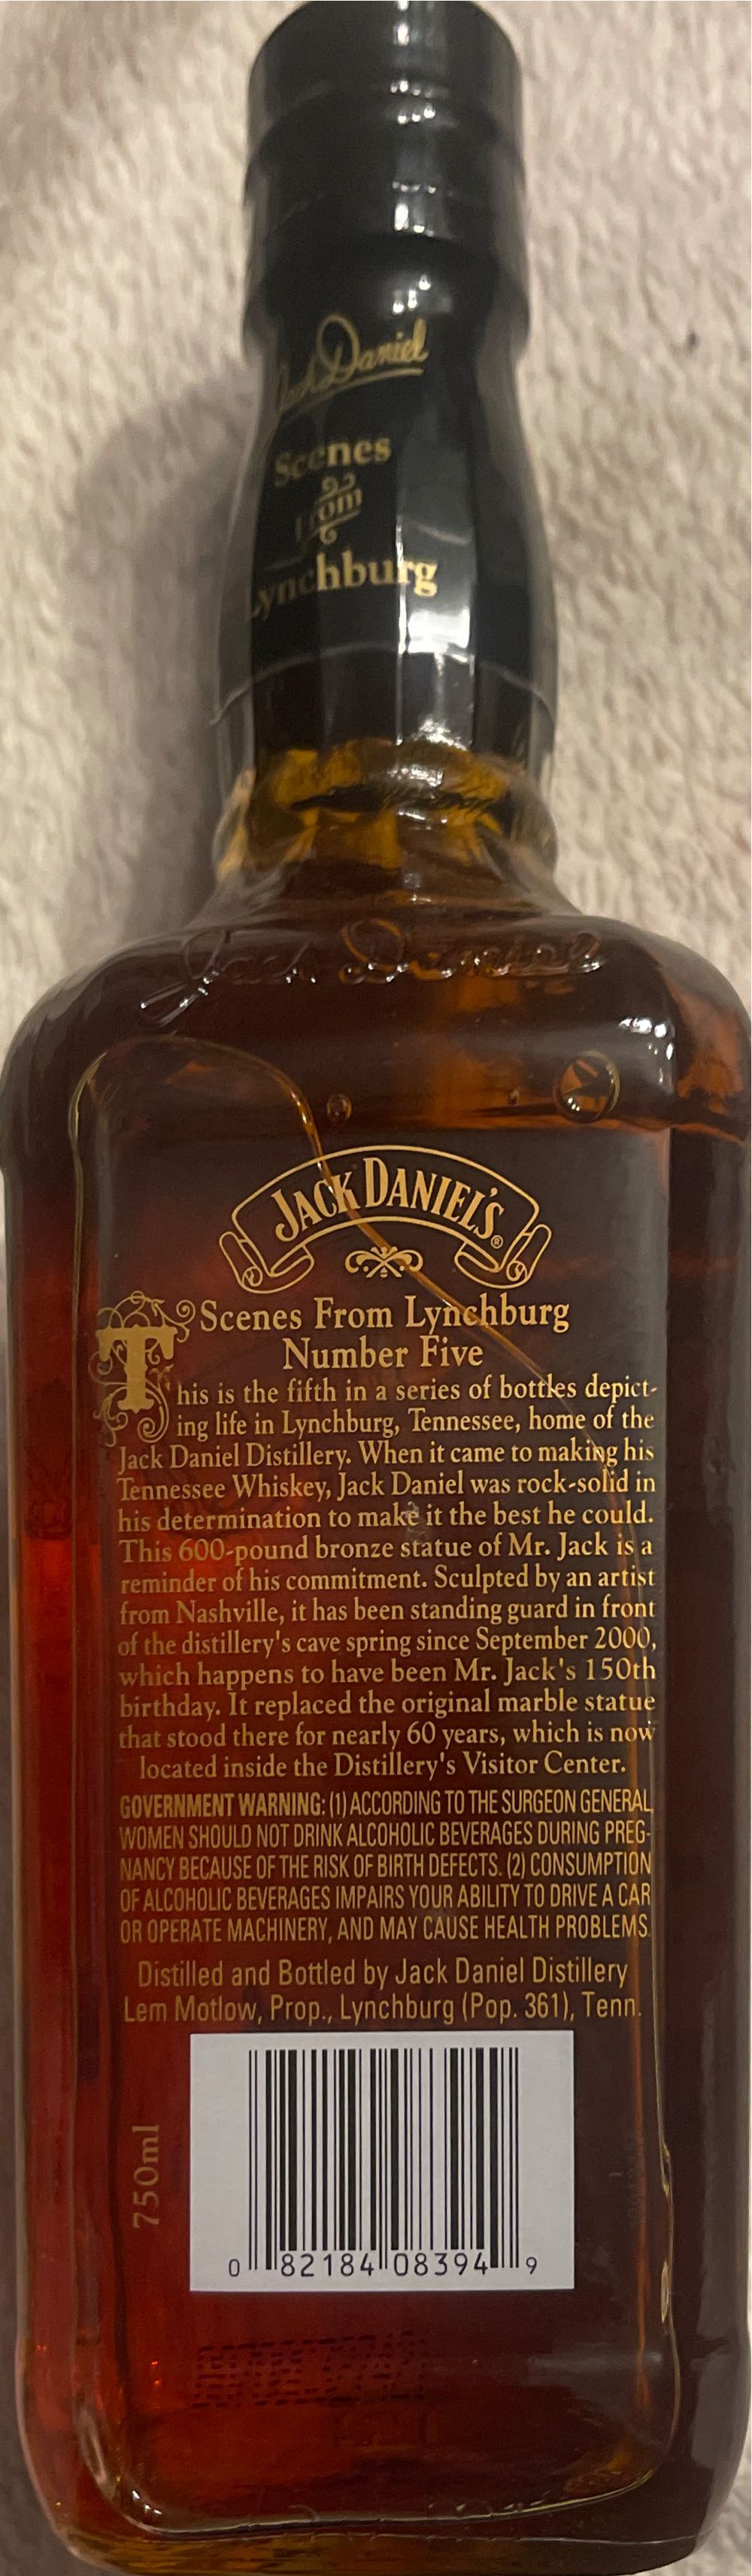 Jack Daniel
Scenes
From
Lynchburg
Jack Daniel
JACK DANIEL'S®
Scenes From Lynchburg
Number Five
This is the fifth in a series of bottles depict-
ing life in Lynchburg, Tennessee, home of the
Jack Daniel Distillery. When it came to making his
Tennessee Whiskey, Jack Daniel was rock-solid in
his determination to make it the best he could.
This 600-pound bronze statue of Mr. Jack is a
reminder of his commitment. Sculpted by an artist
from Nashville, it has been standing guard in front
of the distillery's cave spring since September 2000,
which happens to have been Mr. Jack's 150th
birthday. It replaced the original marble statue
that stood there for nearly 60 years, which is now
located inside the Distillery's Visitor Center.
GOVERNMENT WARNING: (1) ACCORDING TO THE SURGEON GENERAL,
WOMEN SHOULD NOT DRINK ALCOHOLIC BEVERAGES DURING PREG-
NANCY BECAUSE OF THE RISK OF BIRTH DEFECTS. (2) CONSUMPTION
OF ALCOHOLIC BEVERAGES IMPAIRS YOUR ABILITY TO DRIVE A CAR
OR OPERATE MACHINERY, AND MAY CAUSE HEALTH PROBLEMS.
Distilled and Bottled by Jack Daniel Distillery
Lem Motlow, Prop., Lynchburg (Pop. 361), Tenn.
750ml
0 82184 08394 9